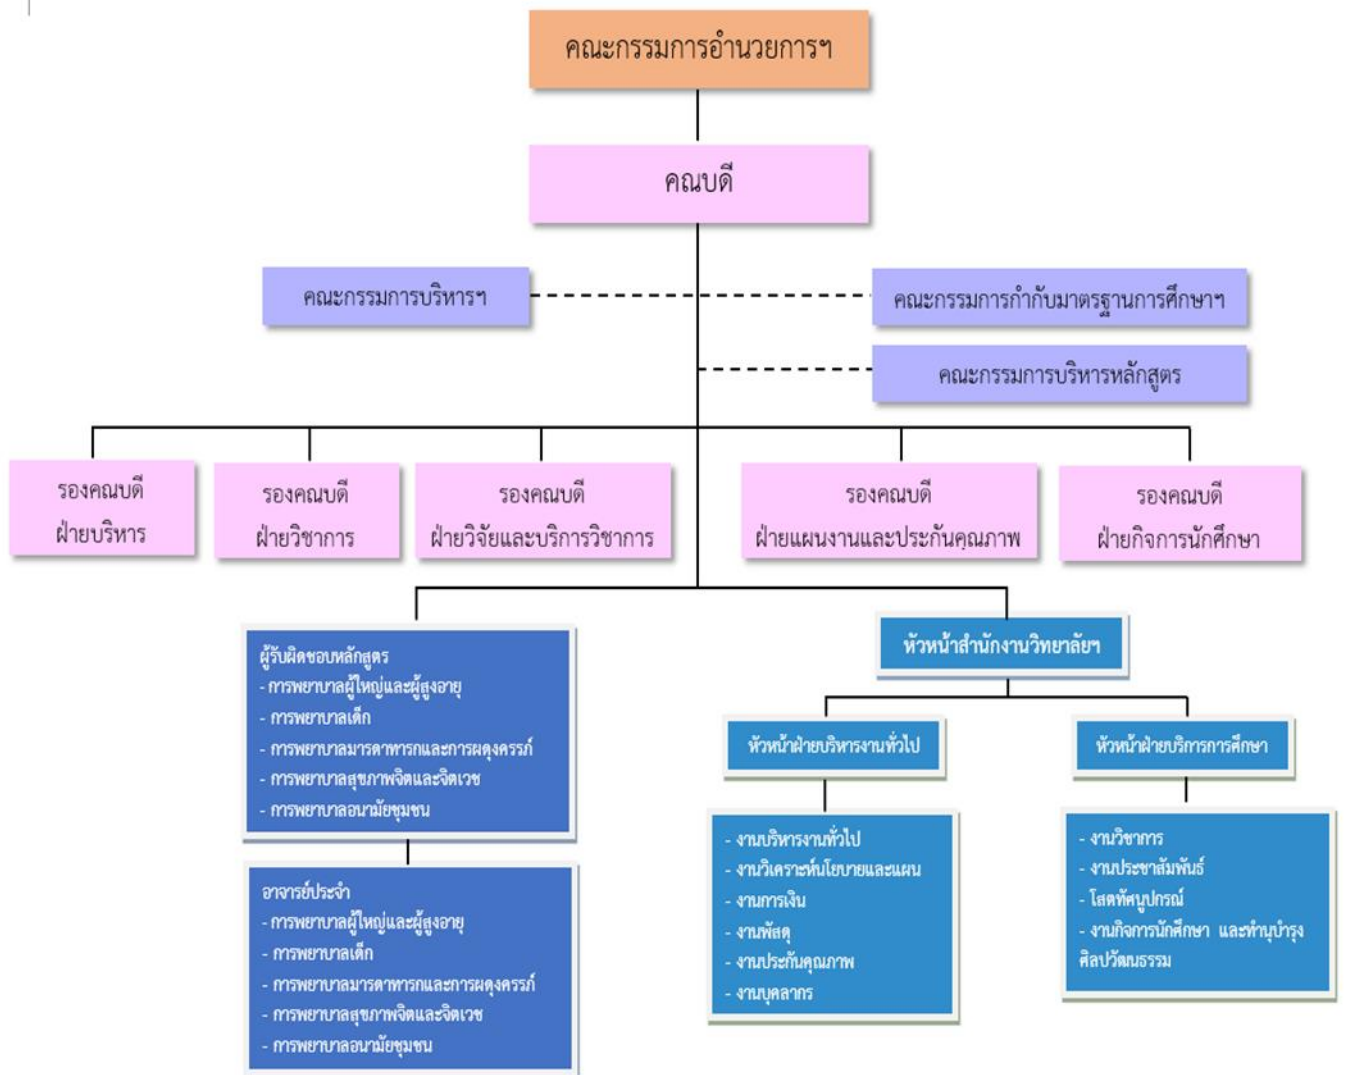 คณะกรรมการอำนวยการฯ
คณบดี
คณะกรรมการบริหารฯ
คณะกรรมการกำกับมาตรฐานการศึกษาฯ
คณะกรรมการบริหารหลักสูตร
รองคณบดี
ฝ่ายบริหาร
รองคณบดี
ฝ่ายวิชาการ
รองคณบดี
ฝ่ายวิจัยและบริการวิชาการ
รองคณบดี
ฝ่ายแผนงานและประกันคุณภาพ
รองคณบดี
ฝ่ายกิจการนักศึกษา
ผู้รับผิดชอบหลักสูตร
- การพยาบาลผู้ใหญ่และผู้สูงอายุ
- การพยาบาลเด็ก
- การพยาบาลมารดาทารกและการผดุงครรภ์
- การพยาบาลสุขภาพจิตและจิตเวช
- การพยาบาลอนามัยชุมชน
อาจารย์ประจำ
- การพยาบาลผู้ใหญ่และผู้สูงอายุ
- การพยาบาลเด็ก
- การพยาบาลมารดาทารกและการผดุงครรภ์
- การพยาบาลสุขภาพจิตและจิตเวช
- การพยาบาลอนามัยชุมชน
หัวหน้าสำนักงานวิทยาลัยฯ
หัวหน้าฝ่ายบริหารงานทั่วไป
- งานบริหารงานทั่วไป
- งานวิเคราะห์นโยบายและแผน
- งานการเงิน
- งานพัสดุ
- งานประกันคุณภาพ
- งานบุคลากร
หัวหน้าฝ่ายบริการการศึกษา
- งานวิชาการ
- งานประชาสัมพันธ์
- โสตทัศนูปกรณ์
- งานกิจการนักศึกษา และทำนุบำรุง
ศิลปวัฒนธรรม